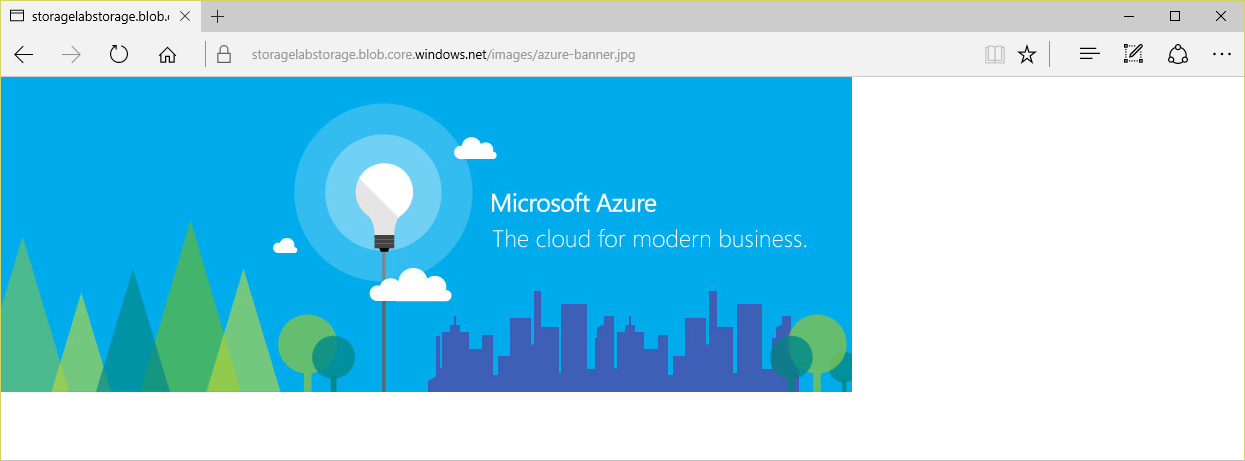 storagelabstorage.blob.c
storagelabstorage.blob.core.windows.net/images/azure-banner.jpg
Microsoft Azure
The cloud for modern business.